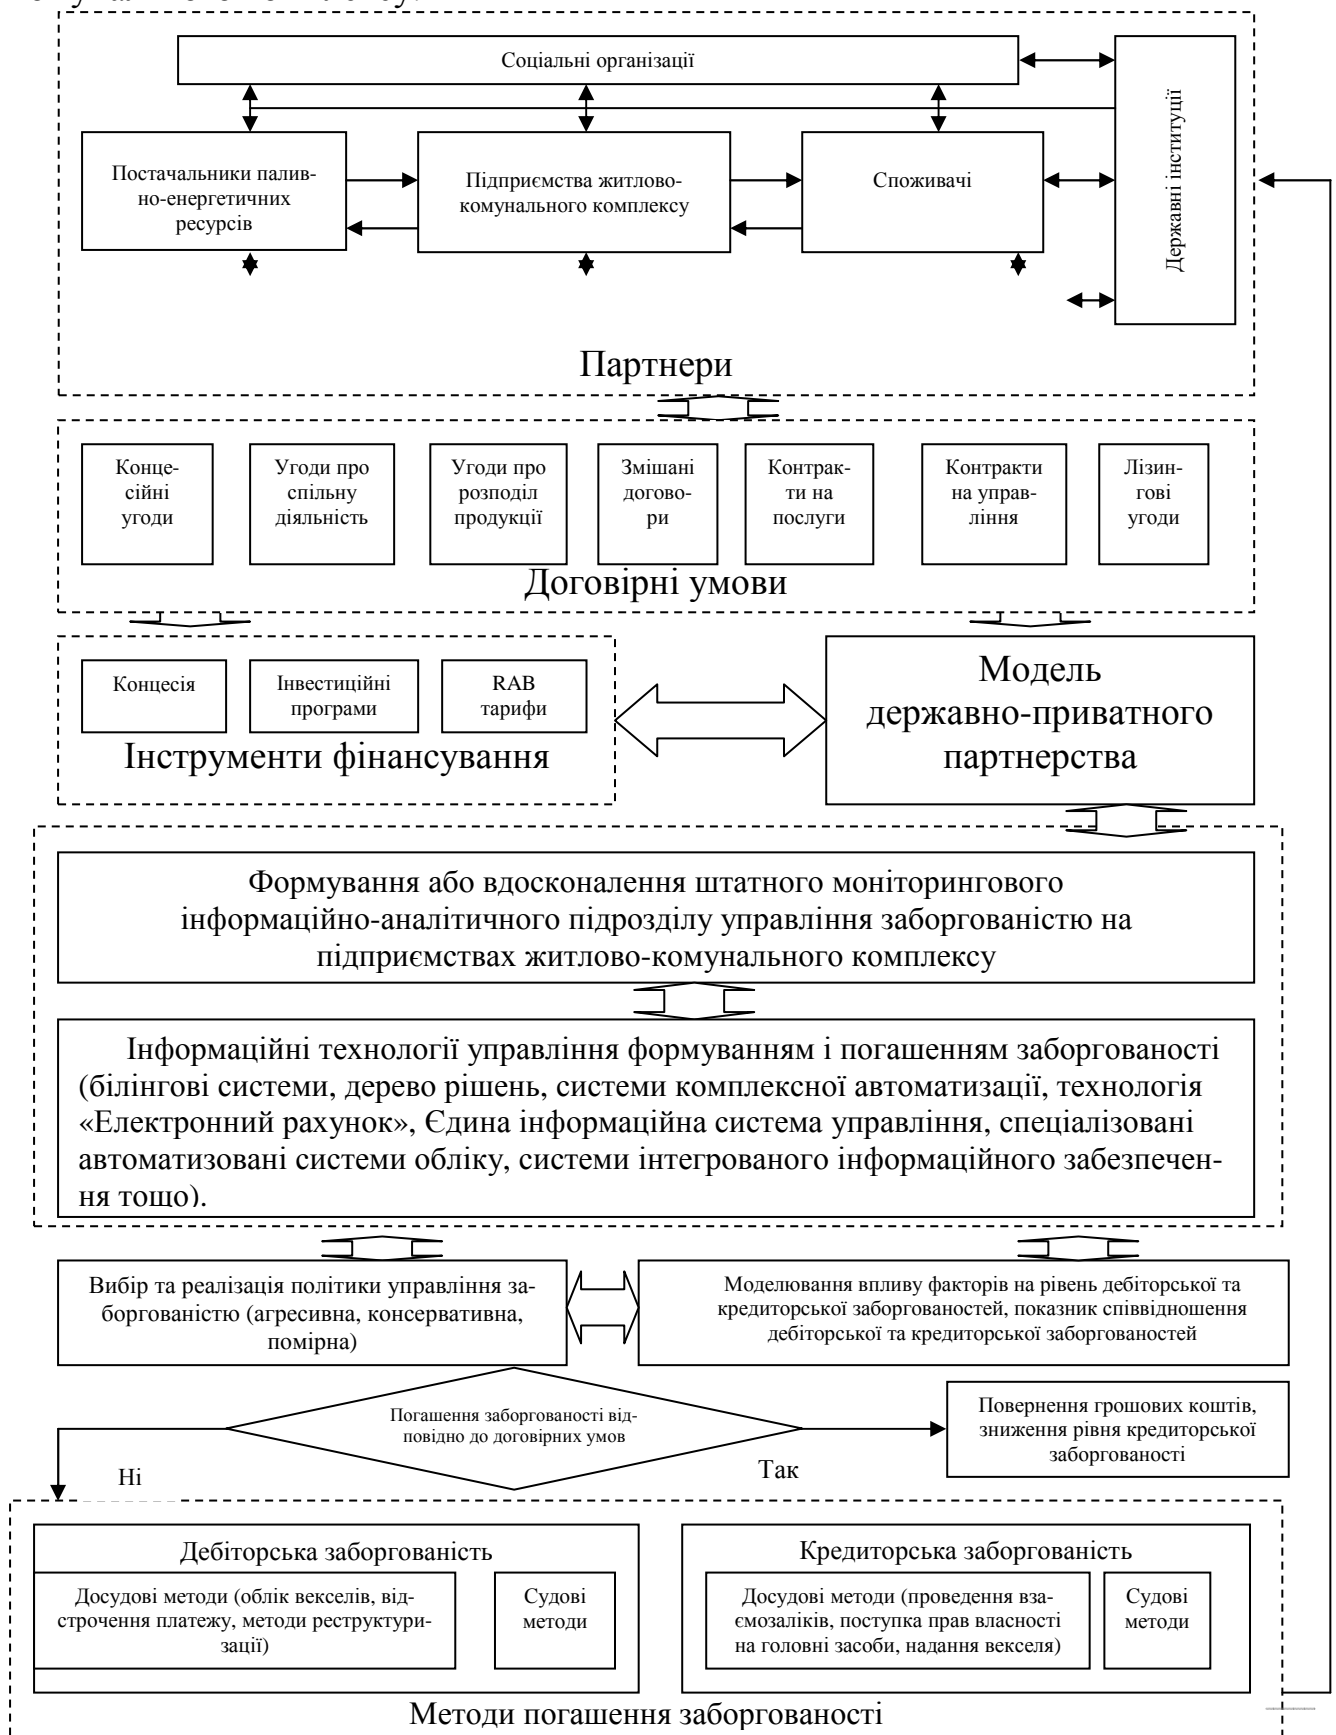 Соціальні організації
Державні інституції
Постачальники палив-
но-енергетичних
ресурсів
Підприємства житлово-
комунального комплексу
Споживачі
Партнери
Конце-
сійні
угоди
Угоди про
спільну
діяльність
Угоди про
розподіл
продукції
Змішані
догово-
ри
Контрак-
ти на
послуги
Контракти
на управ-
ління
Лізин-
гові
угоди
Договірні умови
Концесія
Інвестиційні
програми
RAB
тарифи
Інструменти фінансування
Модель
державно-приватного
партнерства
Формування або вдосконалення штатного моніторингового
інформаційно-аналітичного підрозділу управління заборгованістю на
підприємствах житлово-комунального комплексу
Інформаційні технології управління формуванням і погашенням заборгованості
(білінгові системи, дерево рішень, системи комплексної автоматизації, технологія
«Електронний рахунок», Єдина інформаційна система управління, спеціалізовані
автоматизовані системи обліку, системи інтегрованого інформаційного забезпечен-
ня тощо).
Вибір та реалізація політики управління за-
боргованістю (агресивна, консервативна,
помірна)
Моделювання впливу факторів на рівень дебіторської та
кредиторської заборгованостей, показник співвідношення
дебіторської та кредиторської заборгованостей
Погашення заборгованості від-
повідно до договірних умов
Повернення грошових коштів,
зниження рівня кредиторської
заборгованості
Ні
Так
Дебіторська заборгованість
Досудові методи (облік векселів, від-
строчення платежу, методи реструктури-
зації)
Судові
методи
Кредиторська заборгованість
Досудові методи (проведення вза-
ємозаліків, поступка прав власності
на головні засоби, надання векселя)
Судові
методи
Методи погашення заборгованості